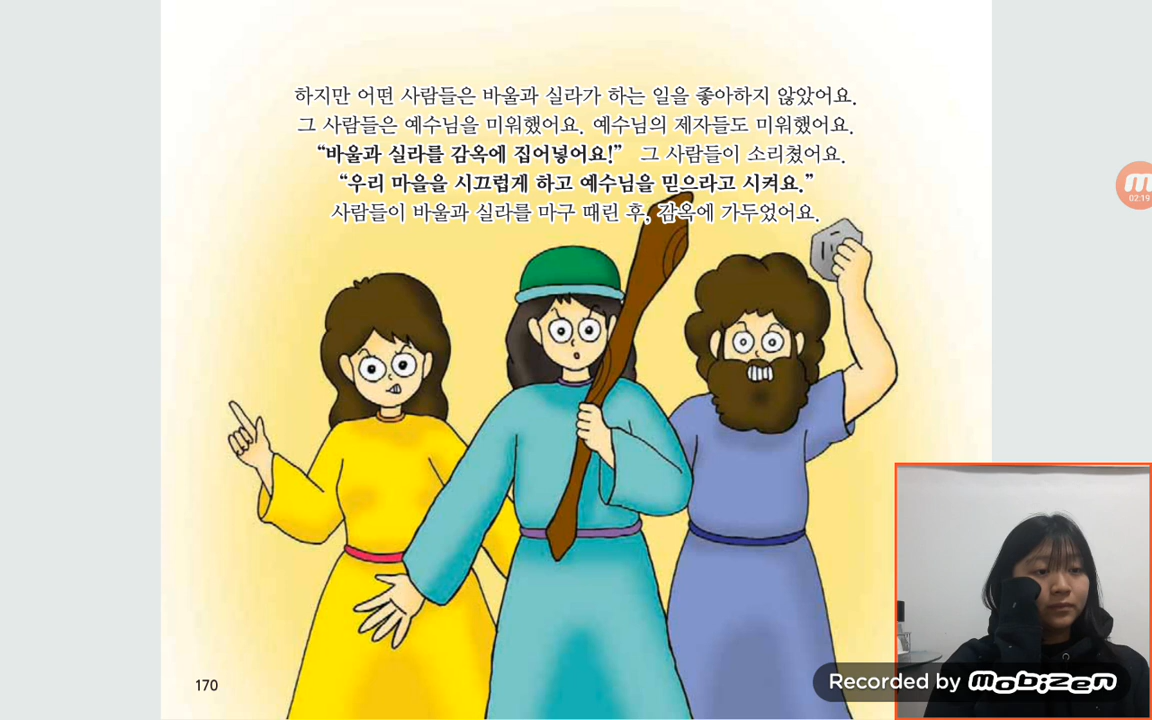 하지만 어떤 사람들은 바울과 실라가 하는 일을 좋아하지 않았어요.
그 사람들은 예수님을 미워했어요. 예수님의 제자들도 미워했어요.
“바울과 실라를 감옥에 집어넣어요!” 그 사람들이 소리쳤어요.
“우리 마을을 시끄럽게 하고 예수님을 믿으라고 시켜요.”
사람들이 바울과 실라를 마구 때린 후, 감옥에 가두었어요.
m
02:19
170
Recorded by mobizen